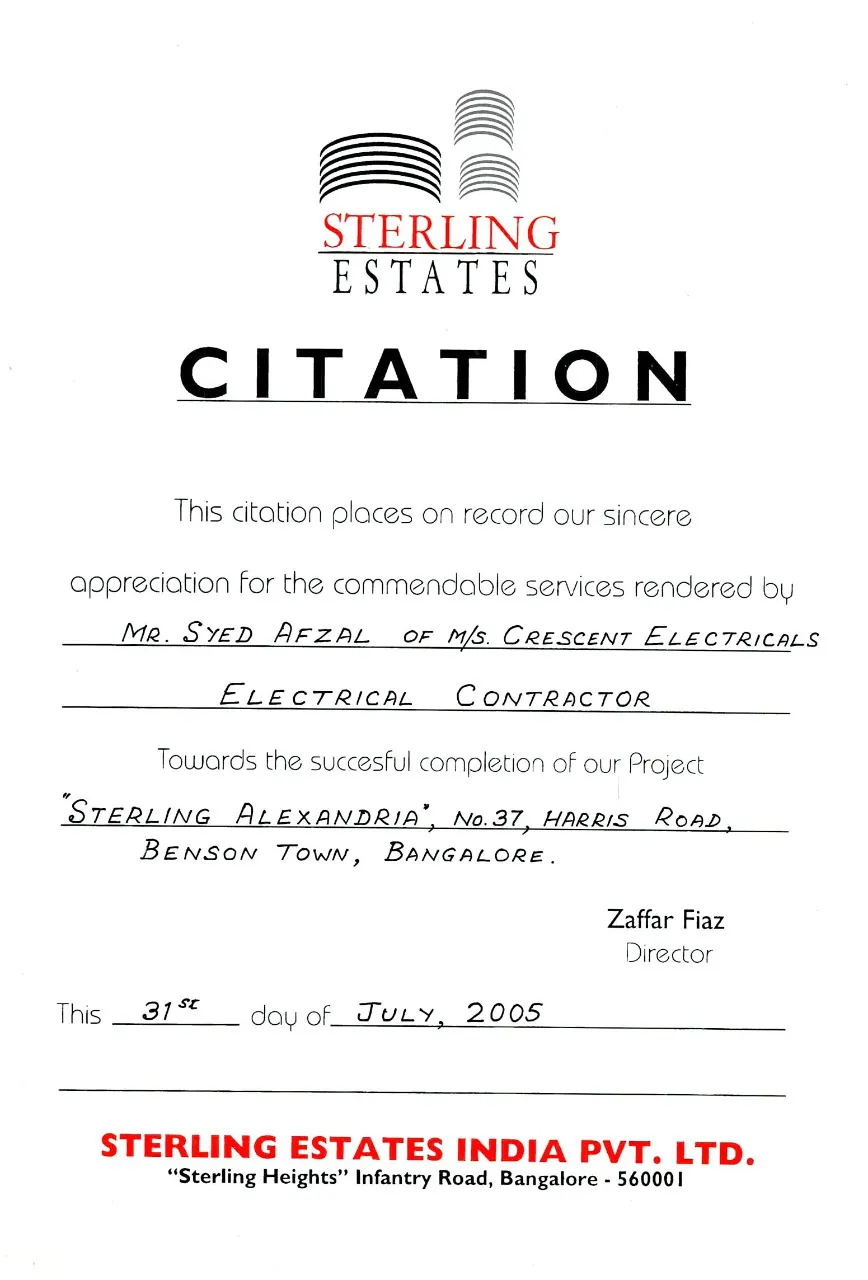 STERLING
ESTATES
CITATION
This citation places on record our sincere
appreciation for the commendable services rendered by
MR. SYED AFZAL OF M/S. CRESCENT ELECTRICALS
ELECTRICAL CONTRACTOR
Towards the succesful completion of our Project
"STERLING ALEXANDRIA", No. 37, HARRIS ROAD,
BENSON TOWN, BANGALORE.
Zaffar Fiaz
Director
This 31ST day of JULY, 2005
STERLING ESTATES INDIA PVT. LTD.
“Sterling Heights” Infantry Road, Bangalore - 560001